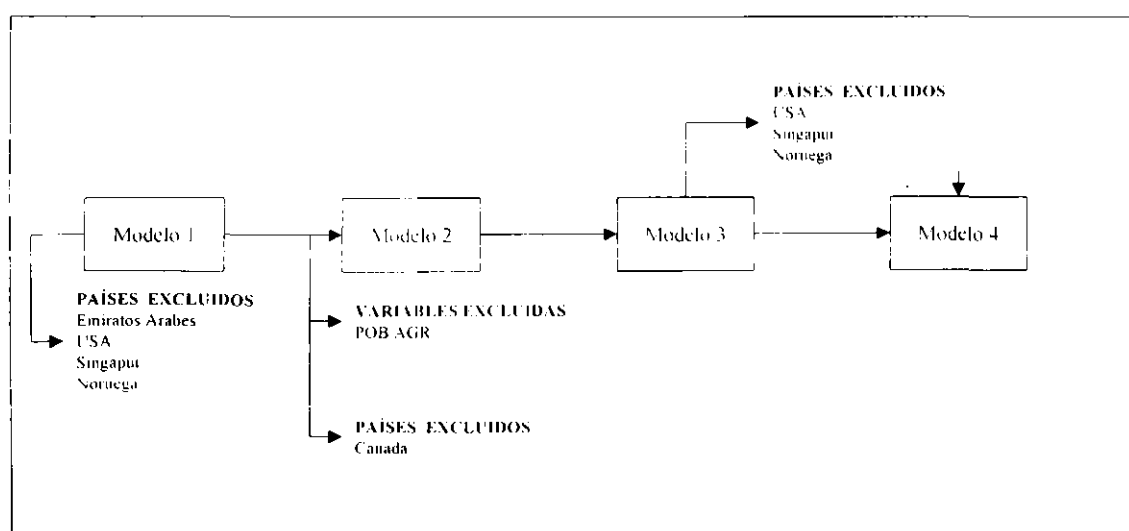 PAÍSES EXCLUIDOS
USA
Singapur
Noruega
Modelo 1
Modelo 2
Modelo 3
Modelo 4
PAÍSES EXCLUIDOS
Emiratos Arabes
USA
Singapur
Noruega
VARIABLES EXCLUIDAS
POB AGR
PAÍSES EXCLUIDOS
Canada